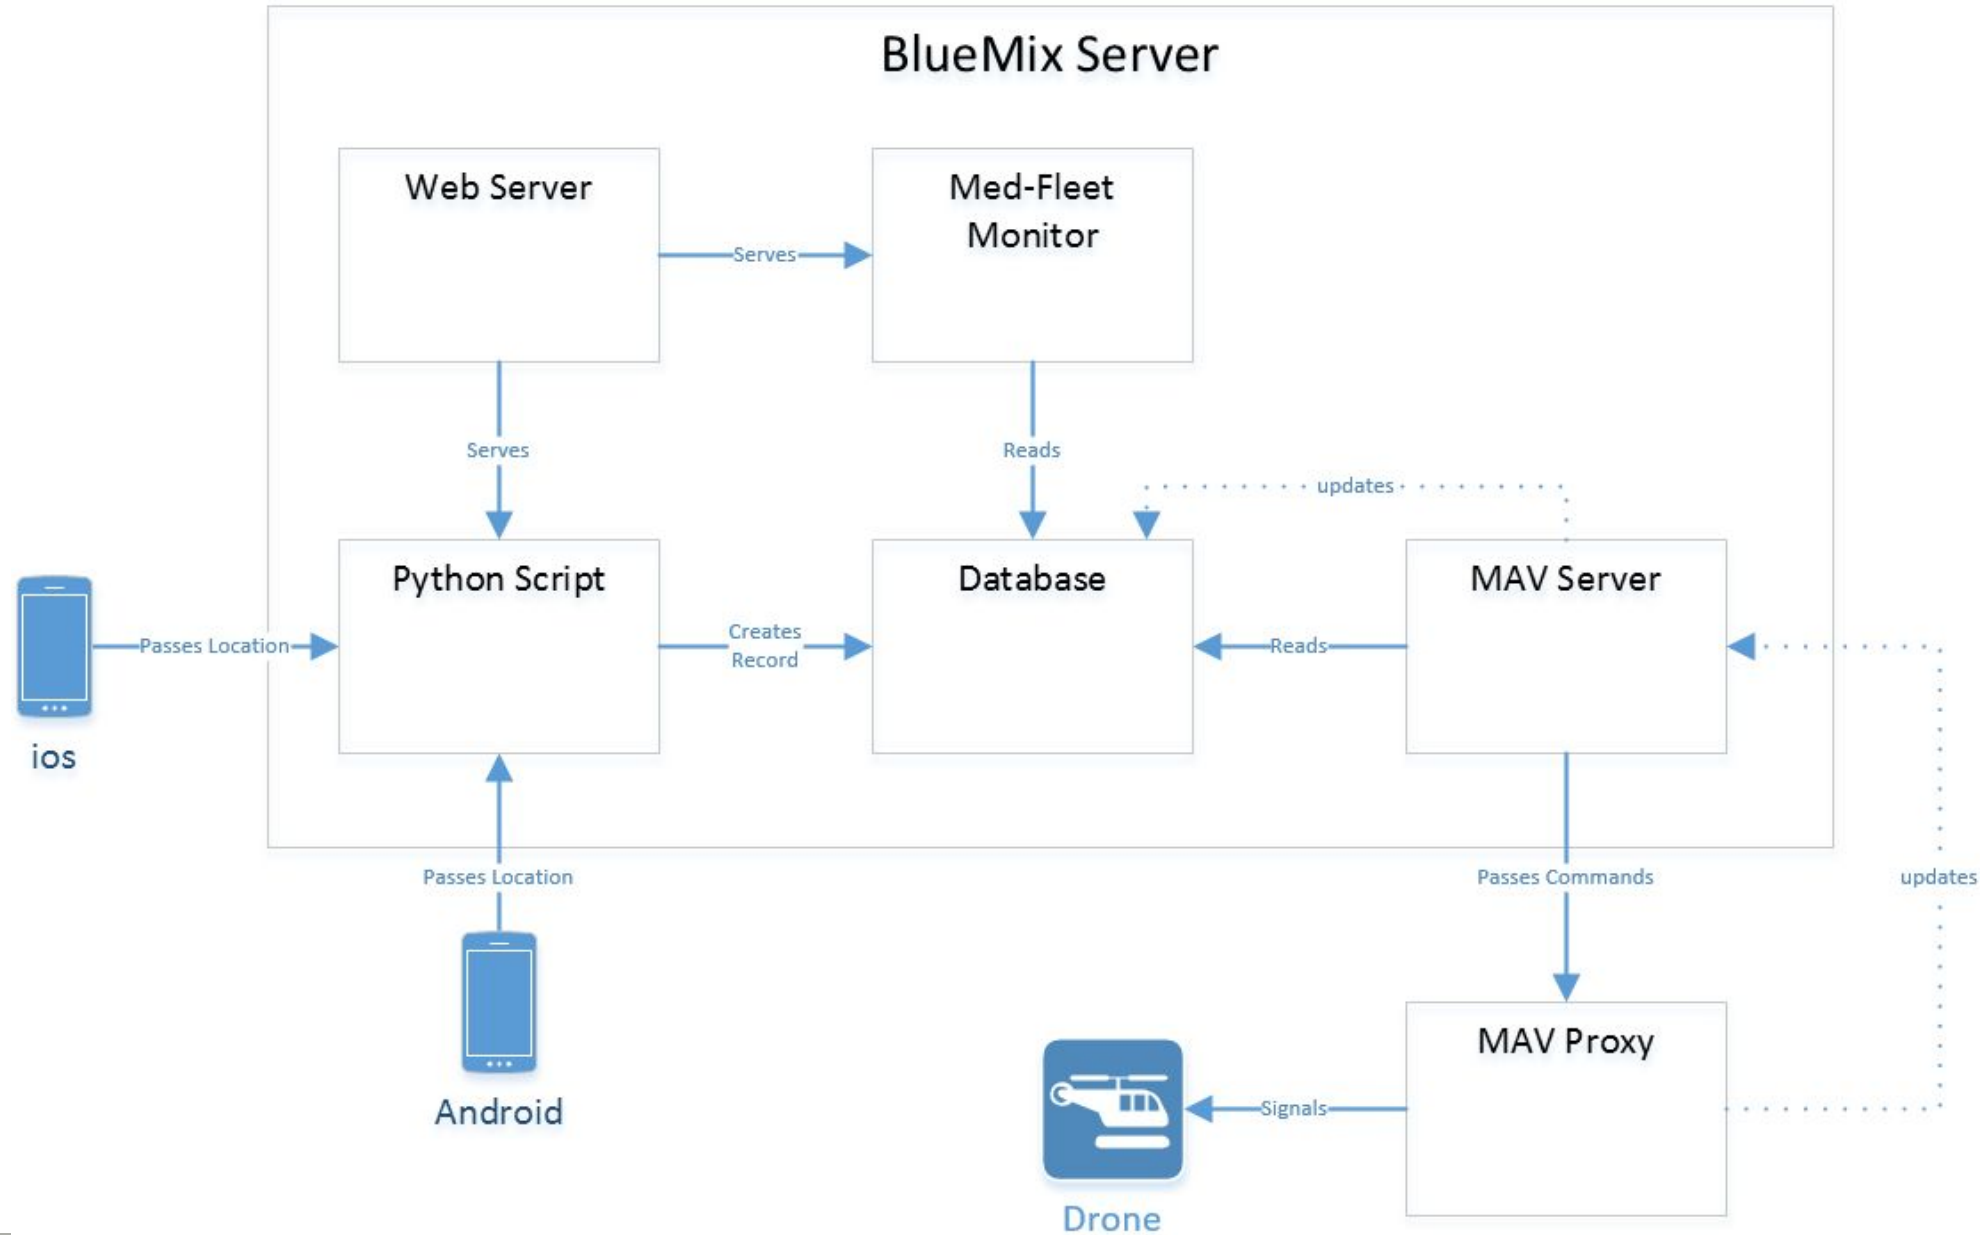 BlueMix Server
Web Server
Med-Fleet
Monitor
Serves
Serves
Reads
updates
Python Script
Database
MAV Server
Passes Location
Creates
Record
Reads
ios
Passes Location
Passes Commands
updates
MAV Proxy
Android
Signals
Drone